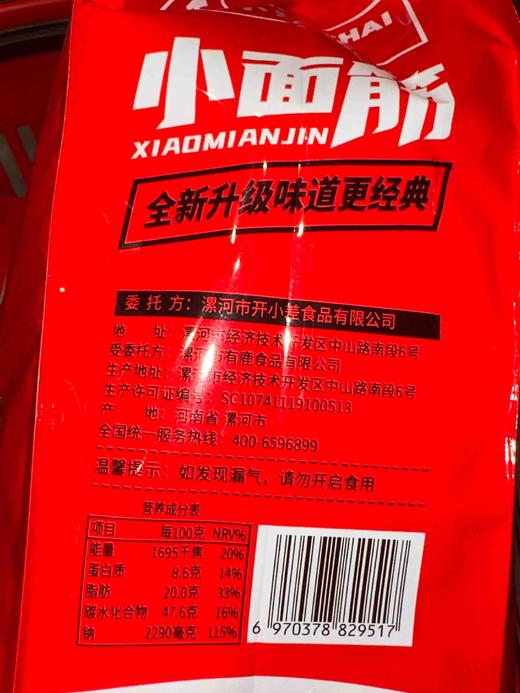 HAI
小面筋
XIAOMIANJIN
全新升级味道更经典
委托方：漯河市开小差食品有限公司
地 址：漯河市经济技术开发区中山路南段6号
受委托方：漯河市有鹿食品有限公司
生产地址：漯河市经济技术开发区中山路南段6号
生产许可证编号：SC10741119100513
产 地：河南省 漯河市
全国统一服务热线：400-6596899
温馨提示：如发现漏气，请勿开启食用
营养成分表
项目 每100克 NRV%
能量 1695千焦 20%
蛋白质 8.6克 14%
脂肪 20.0克 33%
碳水化合物 47.6克 16%
钠 2290毫克 115%
6 970378 829517